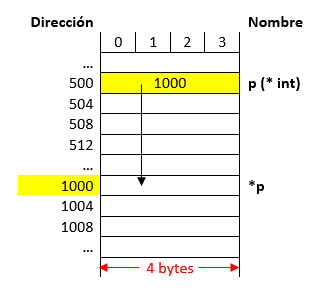 Dirección Nombre
0 1 2 3
...
500 1000 p (* int)
504
508
512
...
1000 *p
1004
1008
...
4 bytes